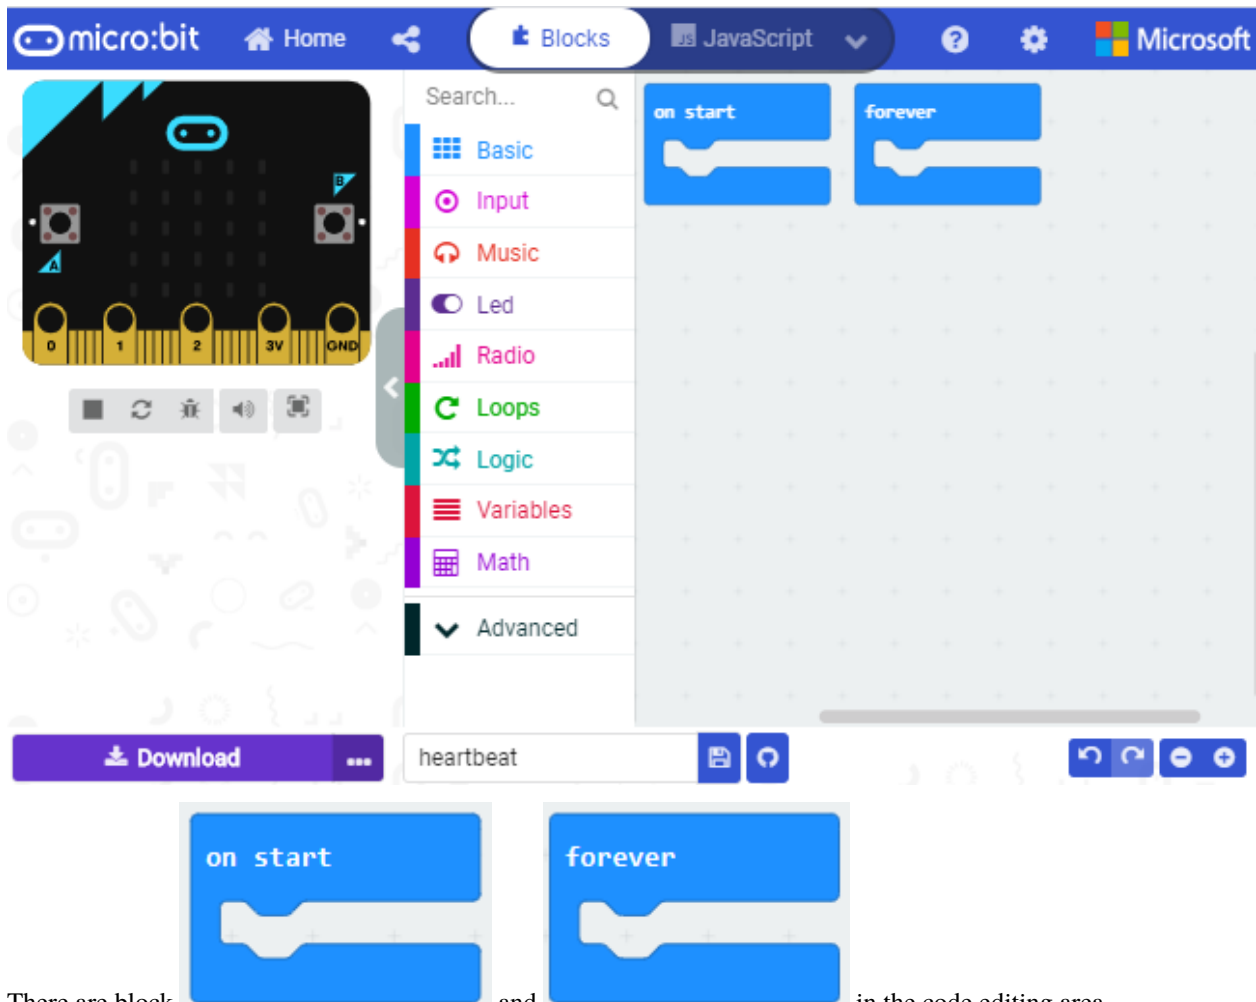 micro:bit Home Blocks JS JavaScript ? Microsoft
Search...
Basic
Input
Music
Led
Radio
Loops
Logic
Variables
Math
Advanced
B
A
0 1 2 3V GND
on start forever
Download ... heartbeat
on start forever
There are block and in the code editing area